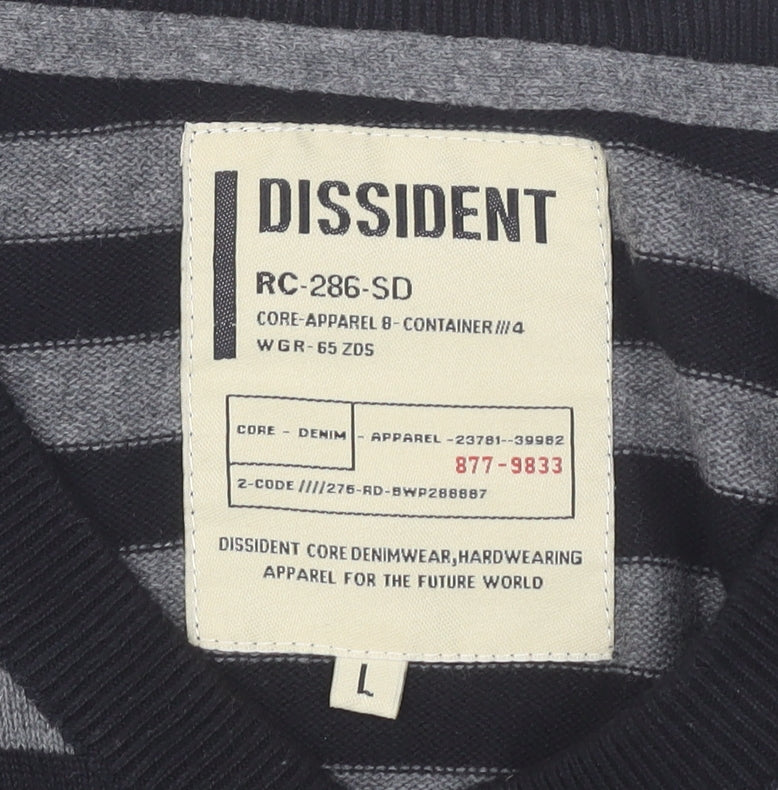 DISSIDENT
RC-286-SD
CORE-APPAREL 8-CONTAINER///4
WGR-65 ZDS
CORE - DENIM - APPAREL -23781--39982
877-9833
2-CODE ////276-RD-BWP288887
DISSIDENT CORE DENIMWEAR,HARDWEARING
APPAREL FOR THE FUTURE WORLD
L